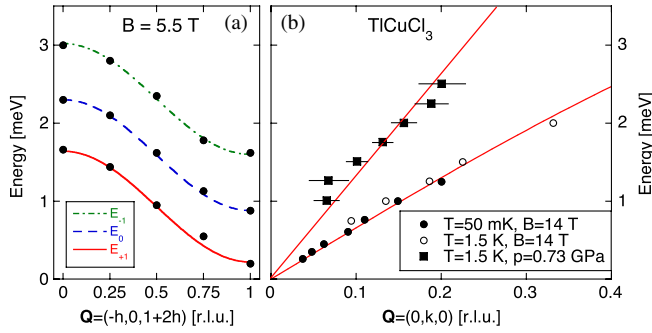 B = 5.5 T
(a)
Energy [meV]
3
2
1
0
E-1
E0
E+1
0
0.25
0.5
0.75
1
Q=(-h,0,1+2h) [r.l.u.]
(b)
TlCuCl3
3
2
1
Energy [meV]
T=50 mK, B=14 T
T=1.5 K, B=14 T
T=1.5 K, p=0.73 GPa
0
0.1
0.2
0.3
0.4
Q=(0,k,0) [r.l.u.]